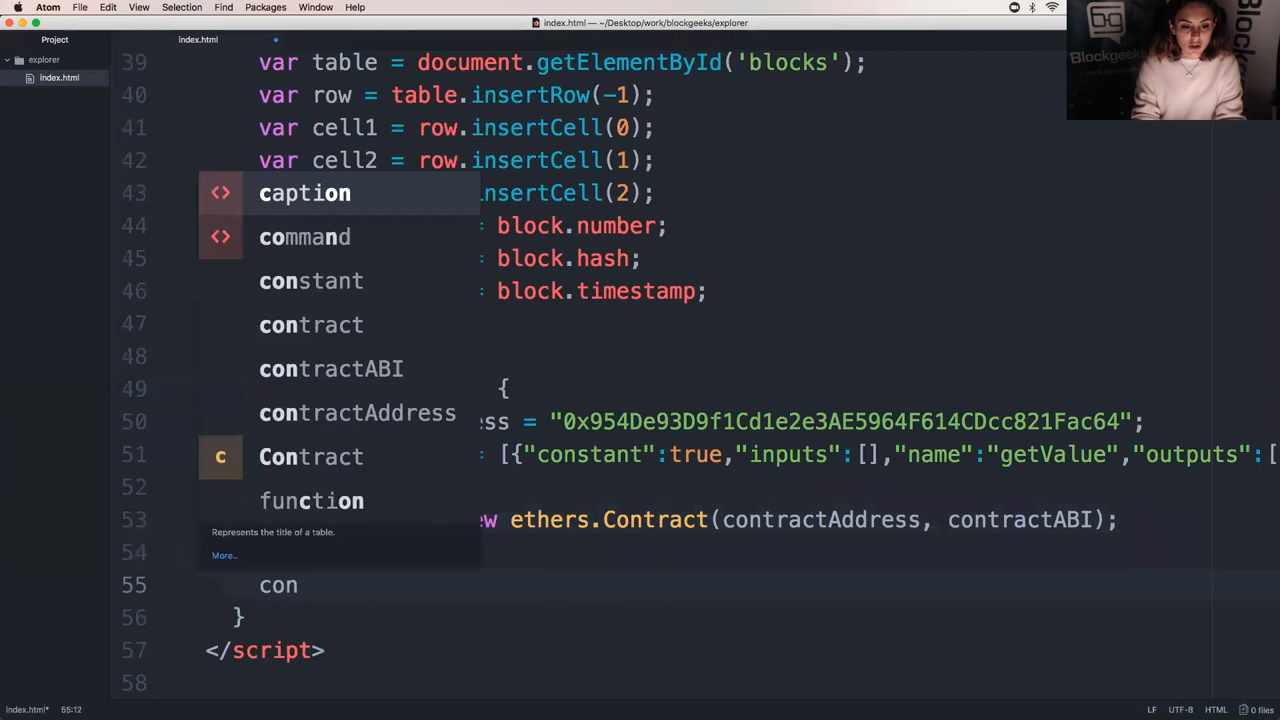 Atom File Edit View Selection Find Packages Window Help
index.html — ~/Desktop/work/blockgeeks/explorer
Project
index.html
explorer
index.html
39 var table = document.getElementById('blocks');
40 var row = table.insertRow(-1);
41 var cell1 = row.insertCell(0);
42 var cell2 = row.insertCell(1);
43 insertCell(2);
44 block.number;
45 block.hash;
46 block.timestamp;
47
48
49 {
50 ss = "0x954De93D9f1Cd1e2e3AE5964F614CDcc821Fac64";
51 = [{"constant":true,"inputs":[],"name":"getValue","outputs":[
52
53 ew ethers.Contract(contractAddress, contractABI);
54
55 con
56 }
57 </script>
58
<> caption
<> command
constant
contract
contractABI
contractAddress
c Contract
function
Represents the title of a table.
More..
Blockgeeks
index.html* 55:12
LF UTF-8 HTML 0 files